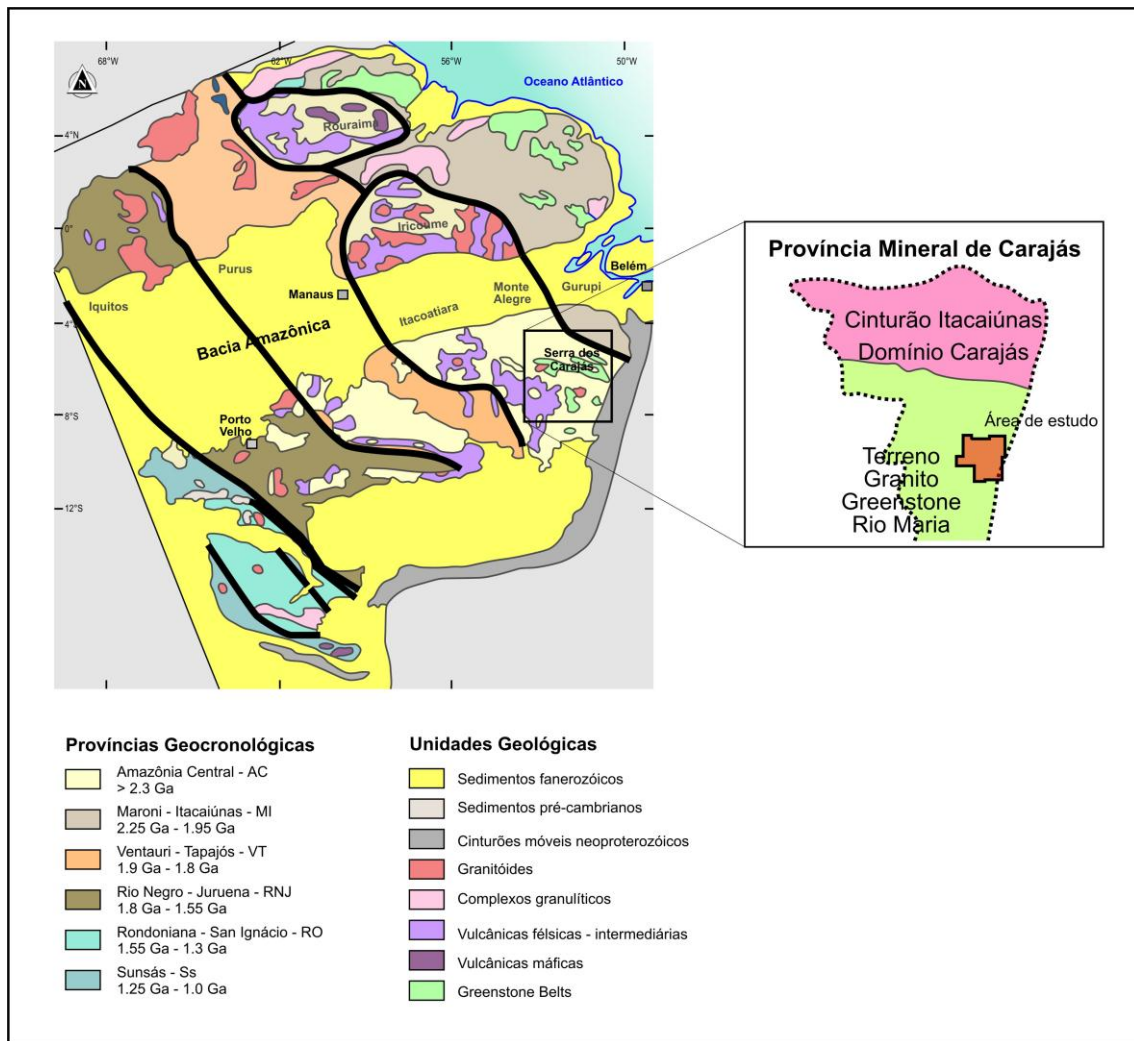 68°W
62°W
56°W
50°W
N
Oceano Atlântico
4°N
Rouraima
0°
Iricoume
Belém
Purus
Monte
Alegre
Gurupi
Manaus
Iquitos
Itacoatiara
4°S
Bacia Amazônica
Serra dos
Carajás
8°S
Porto
Velho
12°S
Província Mineral de Carajás
Cinturão Itacaiúnas
Domínio Carajás
Área de estudo
Terreno
Granito
Greenstone
Rio Maria
Províncias Geocronológicas
Amazônia Central - AC
> 2.3 Ga
Maroni - Itacaiúnas - MI
2.25 Ga - 1.95 Ga
Ventauri - Tapajós - VT
1.9 Ga - 1.8 Ga
Rio Negro - Juruena - RNJ
1.8 Ga - 1.55 Ga
Rondoniana - San Ignácio - RO
1.55 Ga - 1.3 Ga
Sunsás - Ss
1.25 Ga - 1.0 Ga
Unidades Geológicas
Sedimentos fanerozóicos
Sedimentos pré-cambrianos
Cinturões móveis neoproterozóicos
Granitóides
Complexos granulíticos
Vulcânicas félsicas - intermediárias
Vulcânicas máficas
Greenstone Belts